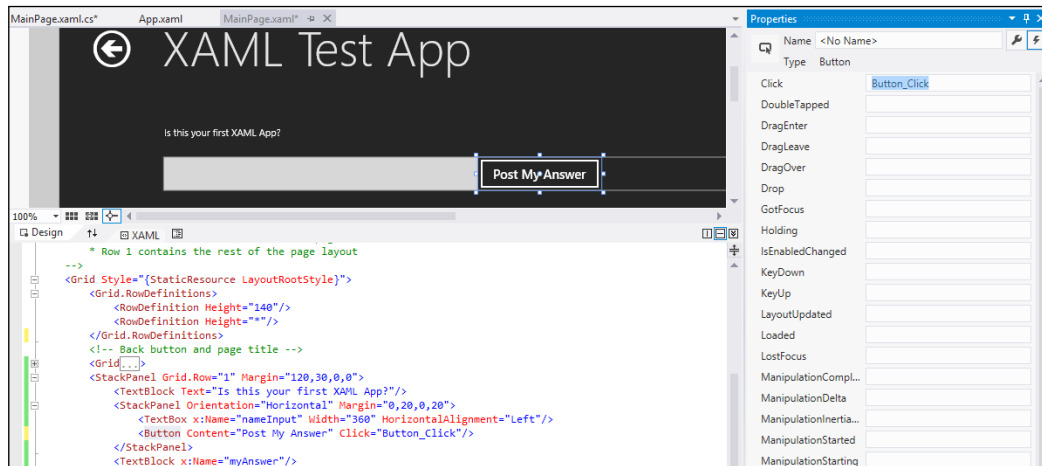 MainPage.xaml.cs*
App.xaml
MainPage.xaml*
XAML Test App
Is this your first XAML App?
Post My Answer
100%
Design
XAML
* Row 1 contains the rest of the page layout
-->
<Grid Style="{StaticResource LayoutRootStyle}">
<Grid.RowDefinitions>
<RowDefinition Height="140"/>
<RowDefinition Height="*"/>
</Grid.RowDefinitions>
<!-- Back button and page title -->
<Grid...>
<StackPanel Grid.Row="1" Margin="120,30,0,0">
<TextBlock Text="Is this your first XAML App?"/>
<StackPanel Orientation="Horizontal" Margin="0,20,0,20">
<TextBox x:Name="nameInput" Width="360" HorizontalAlignment="Left"/>
<Button Content="Post My Answer" Click="Button_Click"/>
</StackPanel>
<TextBlock x:Name="myAnswer"/>
Properties
Name <No Name>
Type Button
Click Button_Click
DoubleTapped
DragEnter
DragLeave
DragOver
Drop
GotFocus
Holding
IsEnabledChanged
KeyDown
KeyUp
LayoutUpdated
Loaded
LostFocus
ManipulationCompl...
ManipulationDelta
ManipulationInertia...
ManipulationStarted
ManipulationStarting